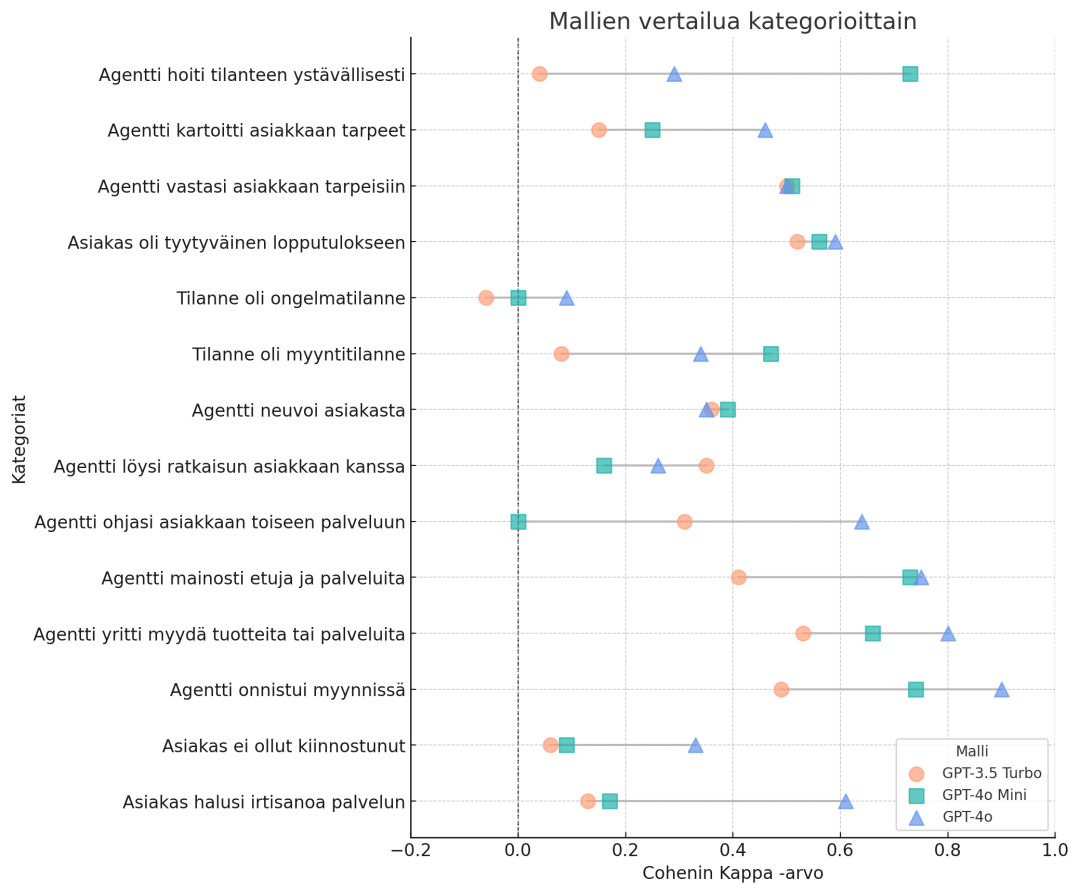 Mallien vertailua kategorioittain
Agentti hoiti tilanteen ystävällisesti
Agentti kartoitti asiakkaan tarpeet
Agentti vastasi asiakkaan tarpeisiin
Asiakas oli tyytyväinen lopputulokseen
Tilanne oli ongelmatilanne
Tilanne oli myyntitilanne
Agentti neuvoi asiakasta
Agentti löysi ratkaisun asiakkaan kanssa
Agentti ohjasi asiakkaan toiseen palveluun
Agentti mainosti etuja ja palveluita
Agentti yritti myydä tuotteita tai palveluita
Agentti onnistui myynnissä
Asiakas ei ollut kiinnostunut
Asiakas halusi irtisanoa palvelun
Kategoriat
Malli
GPT-3.5 Turbo
GPT-4o Mini
GPT-4o
−0.2 0.0 0.2 0.4 0.6 0.8 1.0
Cohenin Kappa -arvo